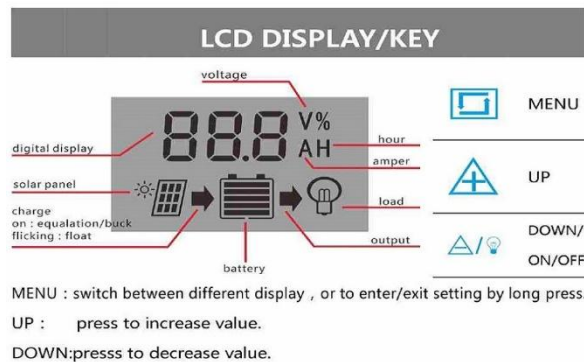 LCD DISPLAY/KEY
voltage
88.8 V%
AH
digital display
hour
amper
solar panel
load
charge
on : equalation/buck
flicking : float
output
battery
MENU
UP
DOWN/
ON/OFF
MENU : switch between different display , or to enter/exit setting by long press
UP : press to increase value.
DOWN:presss to decrease value.